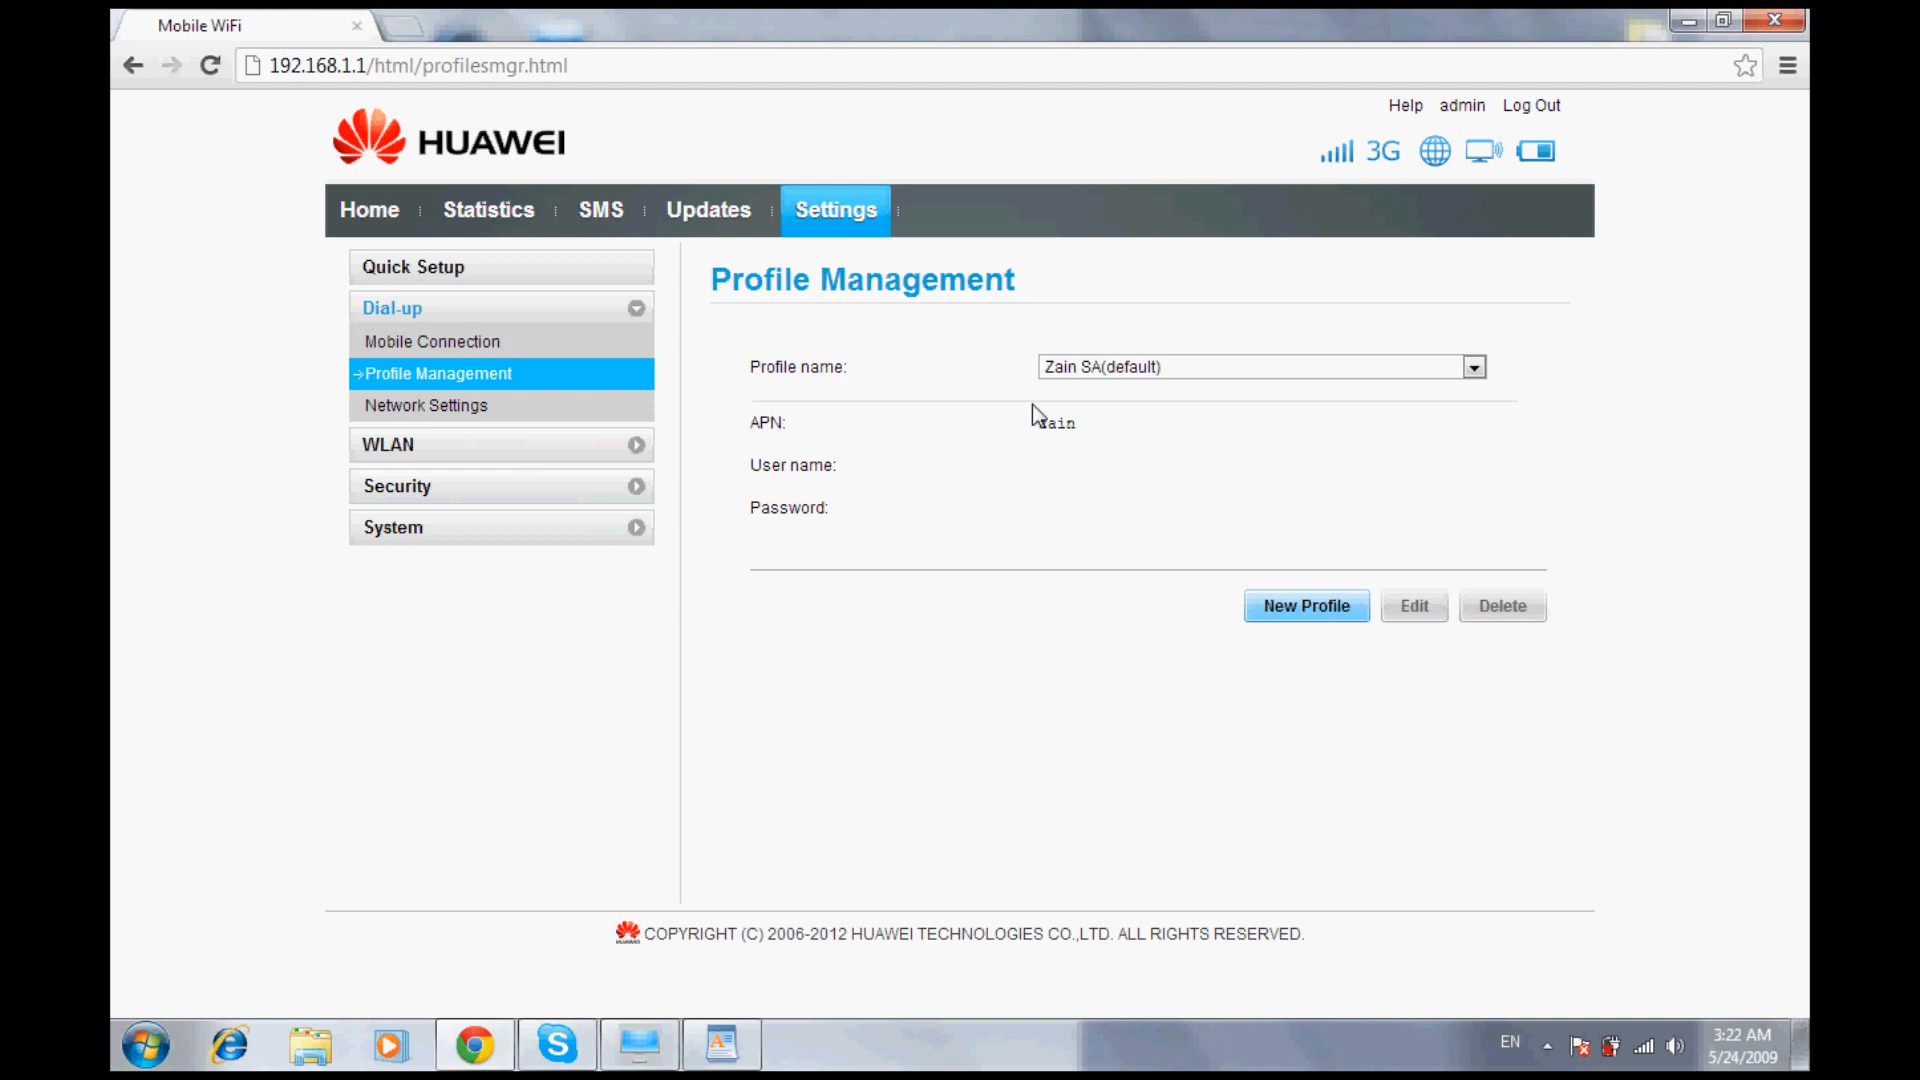 Mobile WiFi
192.168.1.1/html/profilesmgr.html
Help admin Log Out
HUAWEI
3G
Home Statistics SMS Updates Settings
Quick Setup
Dial-up
Mobile Connection
Profile Management
Network Settings
WLAN
Security
System
Profile Management
Profile name: Zain SA(default)
APN:
User name:
Password:
New Profile Edit Delete
HUAWEI COPYRIGHT (C) 2006-2012 HUAWEI TECHNOLOGIES CO.,LTD. ALL RIGHTS RESERVED.
EN
3:22 AM
5/24/2009